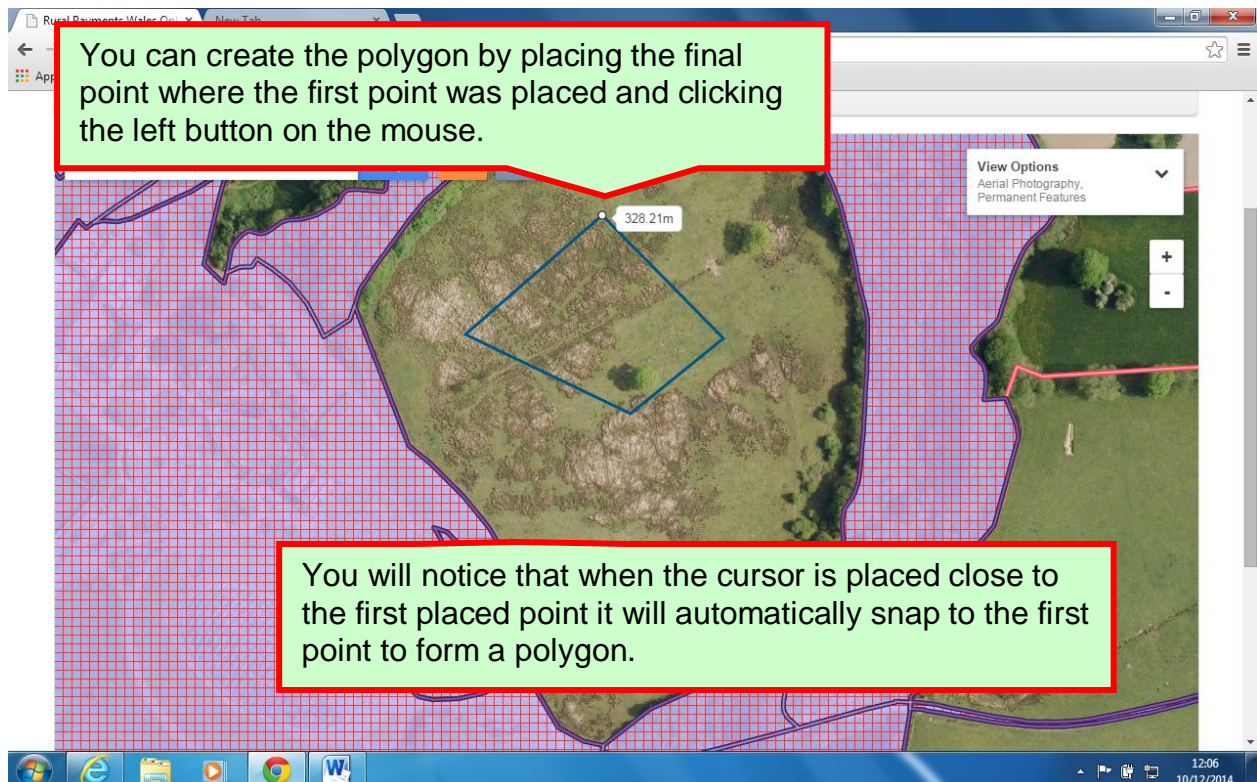 Rural Payments Wales Onl
New Tab
App
You can create the polygon by placing the final
point where the first point was placed and clicking
the left button on the mouse.
View Options
Aerial Photography,
Permanent Features
328.21m
+
-
You will notice that when the cursor is placed close to
the first placed point it will automatically snap to the first
point to form a polygon.
12:06
10/12/2014